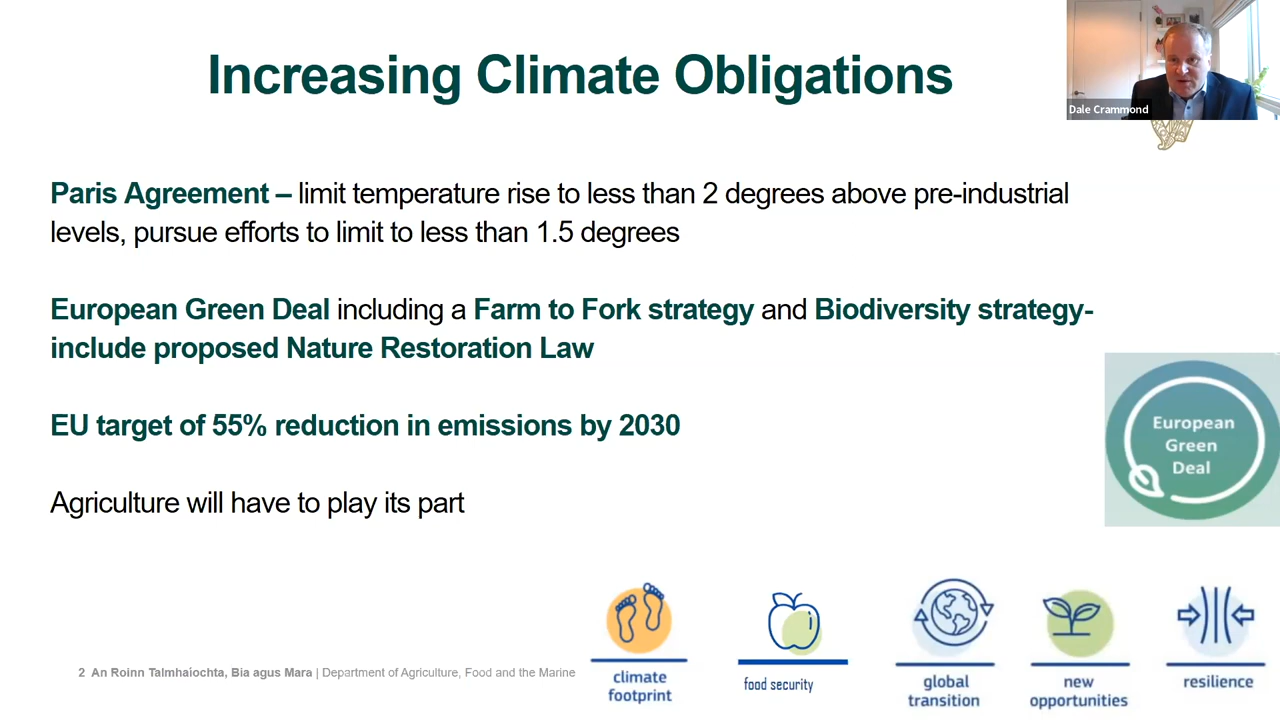 Increasing Climate Obligations
Dale Crammond
Paris Agreement – limit temperature rise to less than 2 degrees above pre-industrial
levels, pursue efforts to limit to less than 1.5 degrees
European Green Deal including a Farm to Fork strategy and Biodiversity strategy-
include proposed Nature Restoration Law
EU target of 55% reduction in emissions by 2030
Agriculture will have to play its part
European
Green
Deal
climate
footprint
food security
global
transition
new
opportunities
resilience
2 An Roinn Talmhaíochta, Bia agus Mara | Department of Agriculture, Food and the Marine